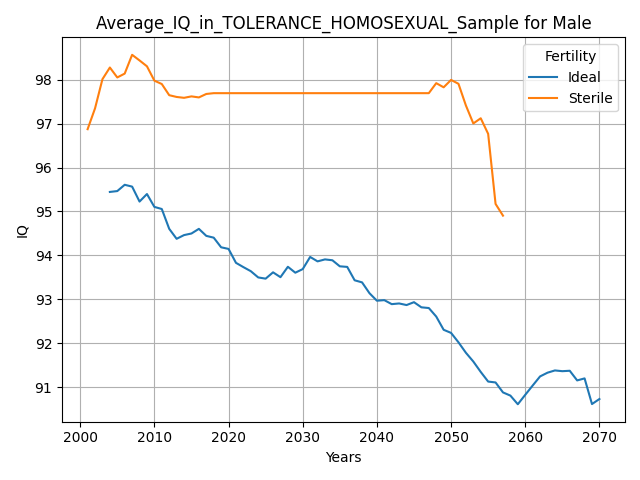 Average_IQ_in_TOLERANCE_HOMOSEXUAL_Sample for Male
Fertility
Ideal
Sterile
98
97
96
95
94
93
92
91
IQ
2000 2010 2020 2030 2040 2050 2060 2070
Years